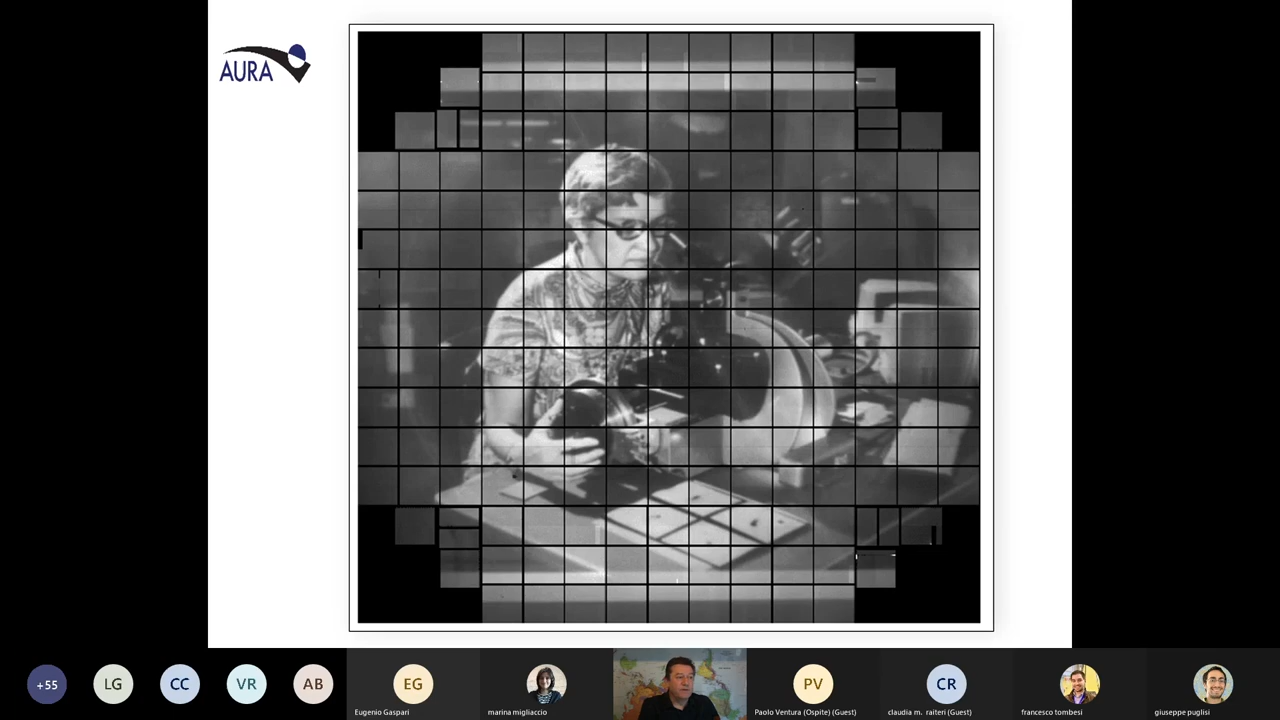 AURA
+55
LG
CC
VR
AB
EG
PV
CR
Eugenio Gaspari
marina migliaccio
Paolo Ventura (Ospite) (Guest)
claudia m. raiteri (Guest)
francesco tombesi
giuseppe puglisi